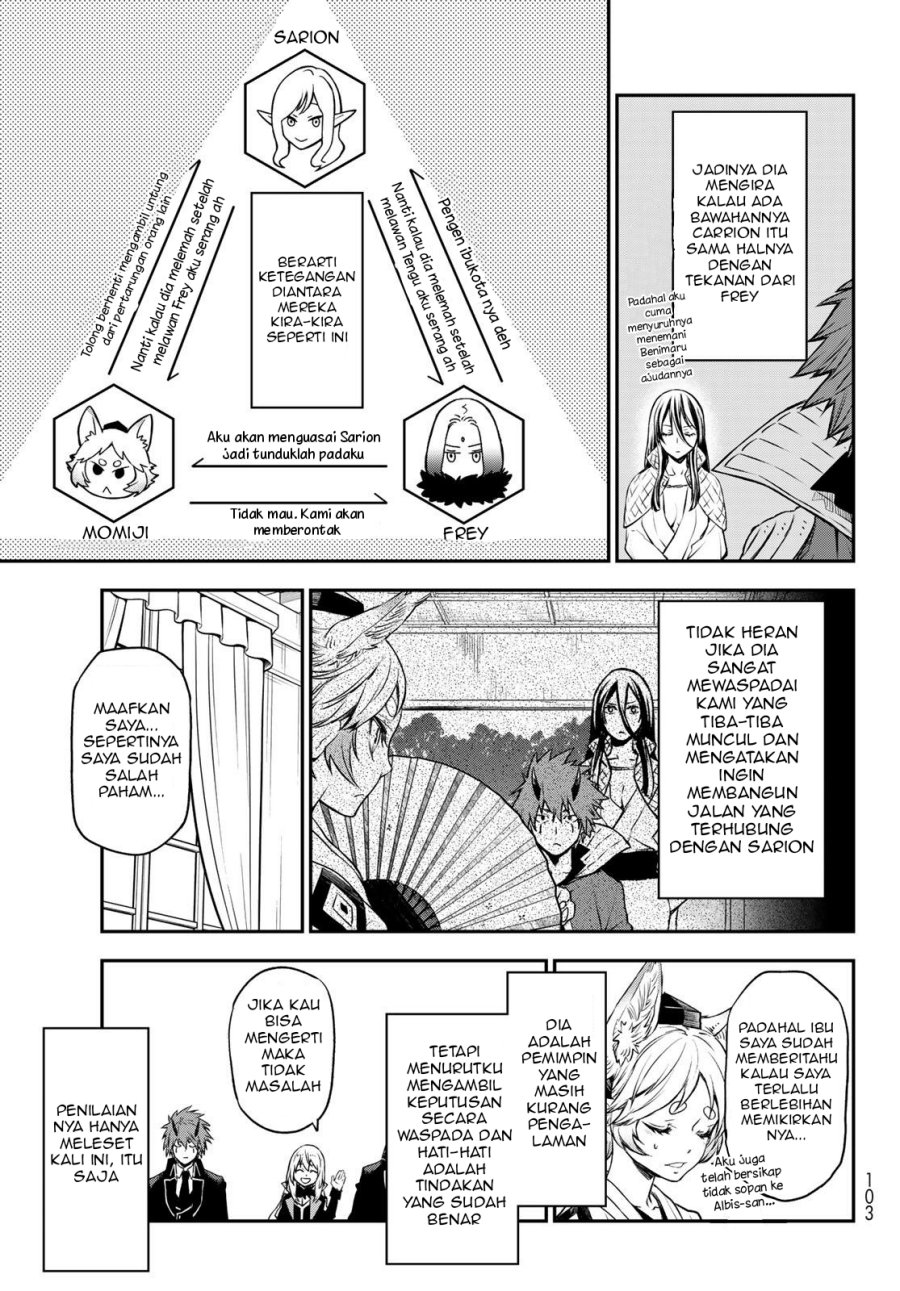 JADINYA DIA
MENGIRA
KALAU ADA
BAWAHANNYA
CARRION ITU
SAMA HALNYA
DENGAN
TEKANAN DARI
FREY
Padahal aku
cuma
menyuruhnya
menemani
Benimaru
sebagai
ajudannya
SARION
Tolong berhenti mengambil untung
dari pertarungan orang lain
Nanti kalau dia melemah setelah
melawan Frey aku serang ah
BERARTI
KETEGANGAN
DIANTARA
MEREKA
KIRA-KIRA
SEPERTI INI
Nanti kalau dia melemah setelah
melawan Tengu aku serang ah
Pengen ibukota nya deh
Aku akan menguasai Sarion
jadi tunduklah padaku
Tidak mau. Kami akan
memberontak
MOMIJI
FREY
TIDAK HERAN
JIKA DIA
SANGAT
MEWASPADAI
KAMI YANG
TIBA-TIBA
MUNCUL DAN
MENGATAKAN
INGIN
MEMBANGUN
JALAN YANG
TERHUBUNG
DENGAN SARION
MAAFKAN
SAYA...
SEPERTINYA
SAYA SUDAH
SALAH
PAHAM...
PADAHAL IBU
SAYA SUDAH
MEMBERITAHU
KALAU SAYA
TERLALU
BERLEBIHAN
MEMIKIRKAN
NYA...
Aku juga
telah bersikap
tidak sopan ke
Albis-san...
DIA
ADALAH
PEMIMPIN
YANG
MASIH
KURANG
PENGA-
LAMAN
TETAPI
MENURUTKU
MENGAMBIL
KEPUTUSAN
SECARA
WASPADA DAN
HATI-HATI
ADALAH
TINDAKAN
YANG SUDAH
BENAR
JIKA KAU
BISA
MENGERTI
MAKA
TIDAK
MASALAH
PENILAIAN
NYA HANYA
MELESET
KALI INI, ITU
SAJA
103